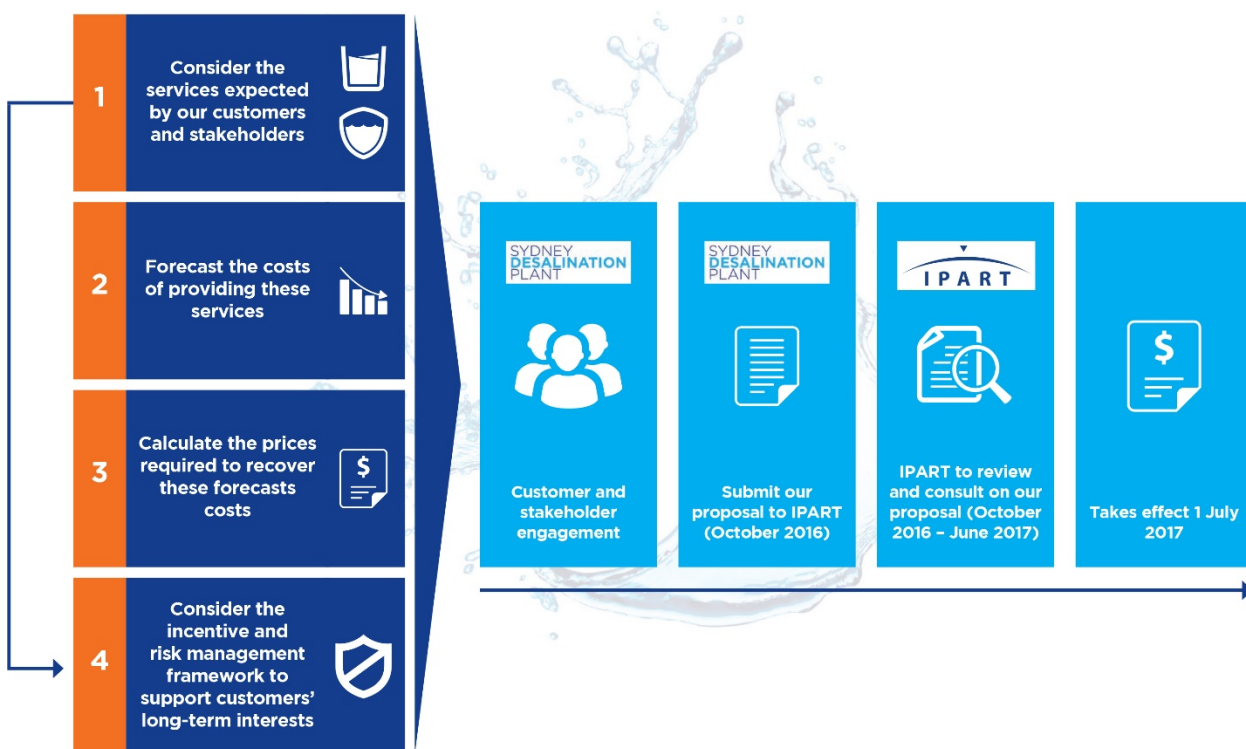 1
Consider the
services expected
by our customers
and stakeholders
2
Forecast the costs
of providing these
services
3
Calculate the prices
required to recover
these forecasts
costs
$
4
Consider the
incentive and
risk management
framework to
support customers’
long-term interests
SYDNEY
DESALINATION
PLANT
Customer and
stakeholder
engagement
SYDNEY
DESALINATION
PLANT
Submit our
proposal to IPART
(October 2016)
IPART
IPART to review
and consult on our
proposal (October
2016 – June 2017)
$
Takes effect 1 July
2017